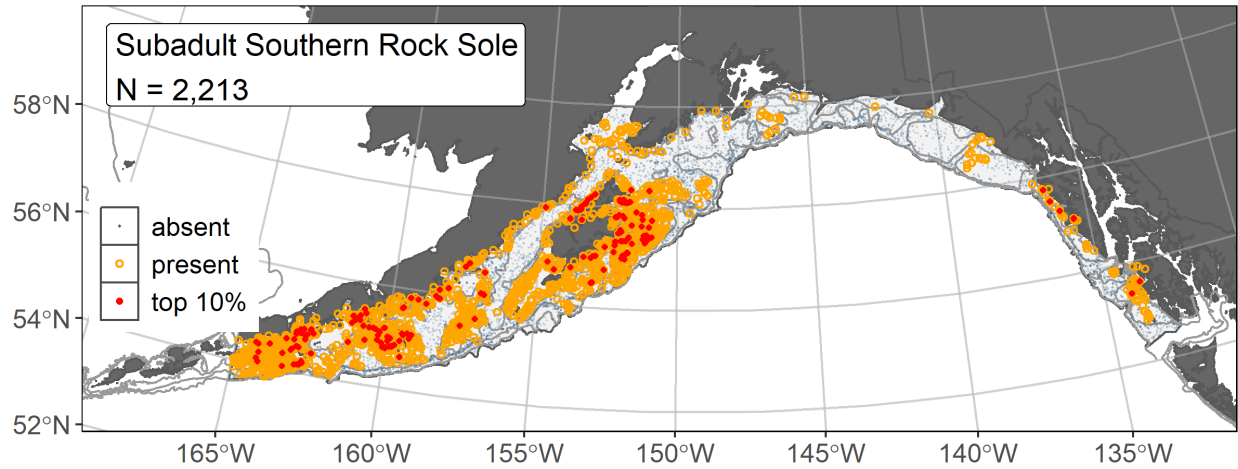 Subadult Southern Rock Sole
N = 2,213
58°N
56°N
54°N
52°N
absent
present
top 10%
165°W 160°W 155°W 150°W 145°W 140°W 135°W